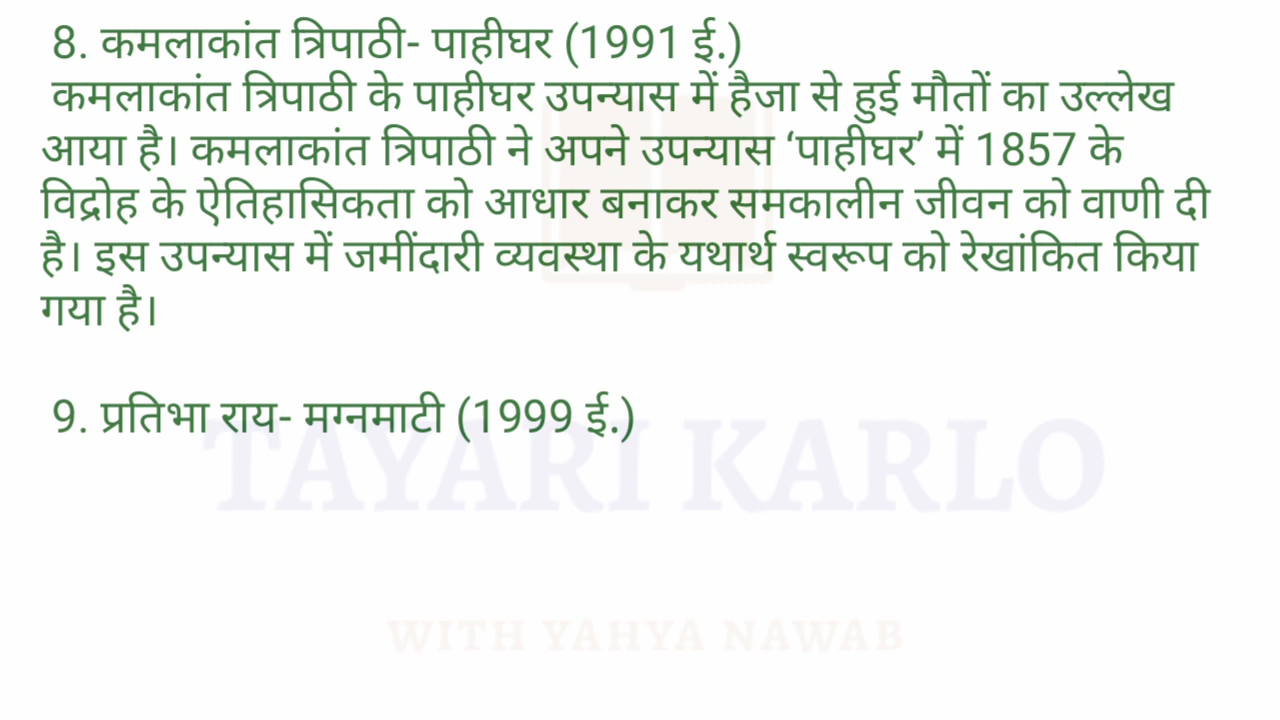 8. कमलाकांत त्रिपाठी- पाहीघर (1991 ई.)
कमलाकांत त्रिपाठी के पाहीघर उपन्यास में हैजा से हुई मौतों का उल्लेख
आया है। कमलाकांत त्रिपाठी ने अपने उपन्यास ‘पाहीघर’ में 1857 के
विद्रोह के ऐतिहासिकता को आधार बनाकर समकालीन जीवन को वाणी दी
है। इस उपन्यास में जमींदारी व्यवस्था के यथार्थ स्वरूप को रेखांकित किया
गया है।
9. प्रतिभा राय- मग्नमाटी (1999 ई.)
TAYARI KARLO
WITH YAHYA NAWAB